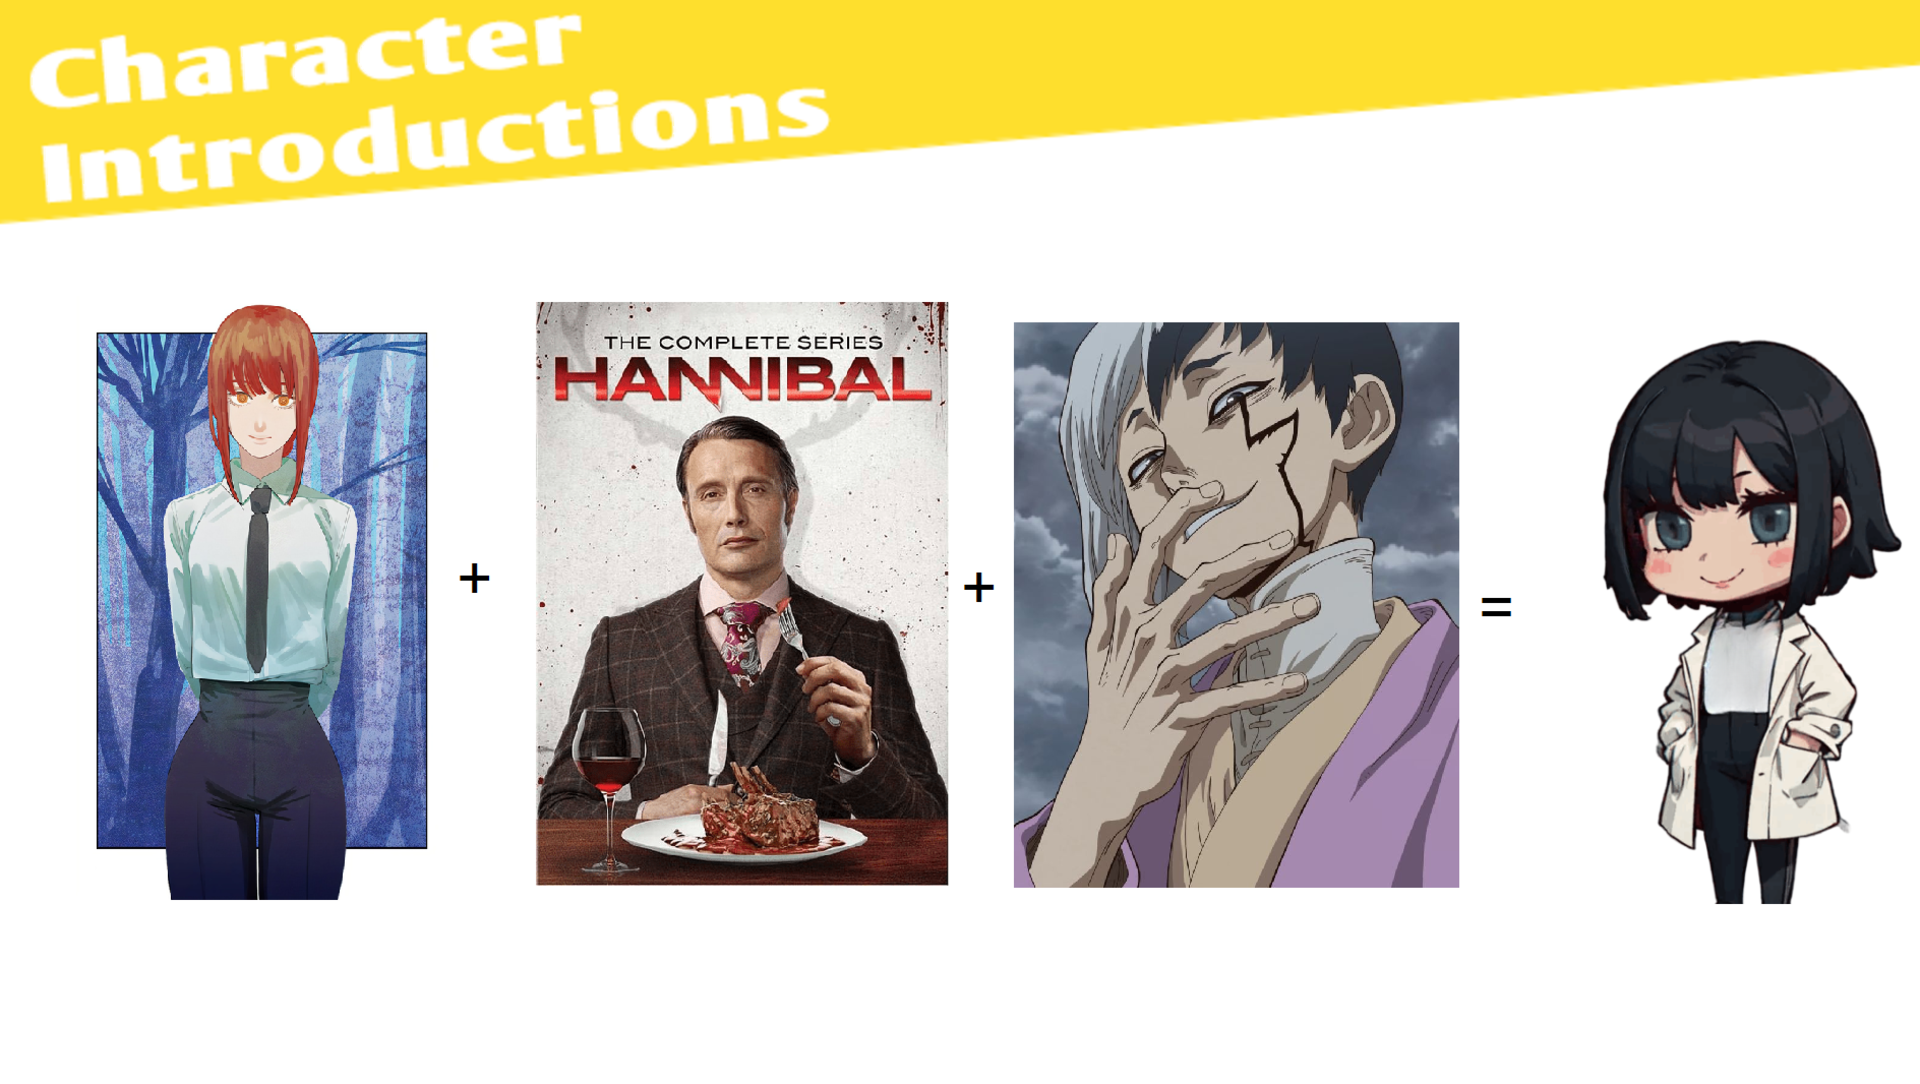 Character
Introductions
THE COMPLETE SERIES
HANNIBAL
+
+
=